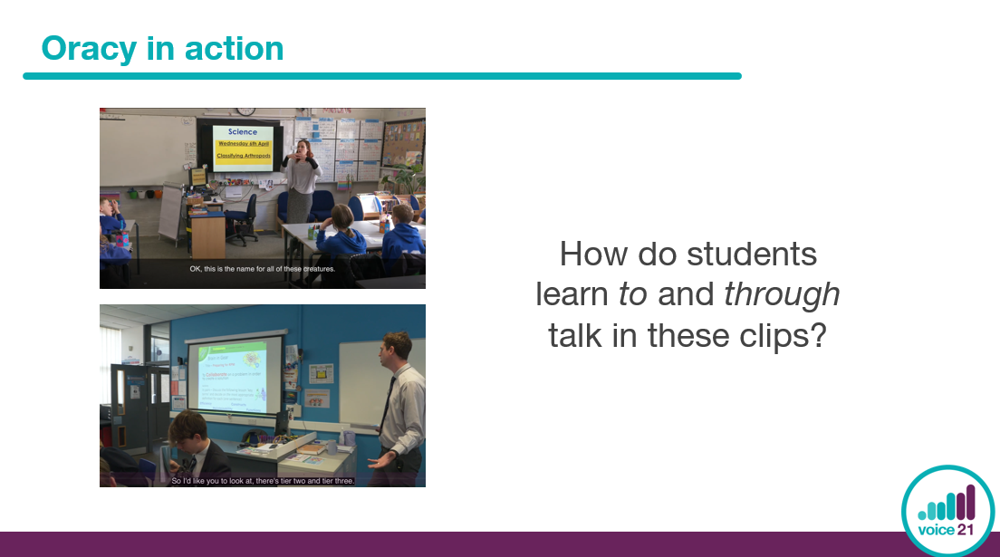 Oracy in action
Science
Wednesday 6th April
Classifying Arthropods
OK, this is the name for all of these creatures.
So I'd like you to look at, there's tier two and tier three.
How do students
learn to and through
talk in these clips?
voice 21